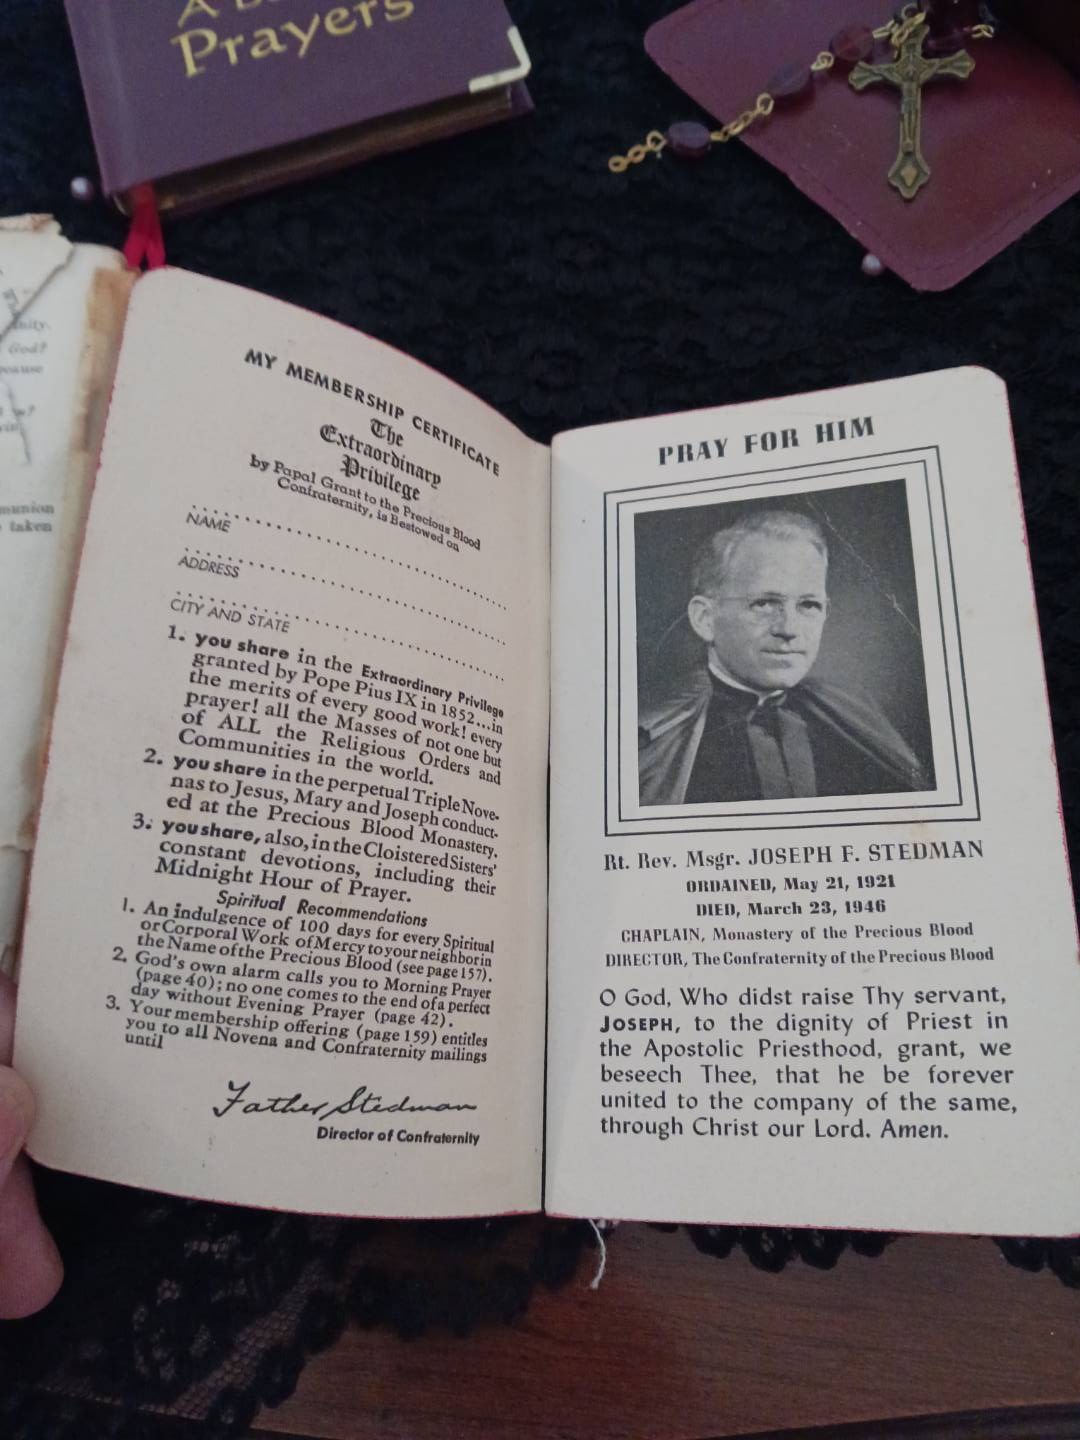 Prayers
nity.
God?
ecause
munion
taken
MY MEMBERSHIP CERTIFICATE
The
Extraordinary
Privilege
by Papal Grant to the Precious Blood
Confraternity, is Bestowed on
NAME
ADDRESS
CITY AND STATE
1. you share in the Extraordinary Privilege
granted by Pope Pius IX in 1852...in
the merits of every good work! every
prayer! all the Masses of not one but
of ALL the Religious Orders and
Communities in the world.
2. you share in the perpetual Triple Nove-
nas to Jesus, Mary and Joseph conduct-
ed at the Precious Blood Monastery.
3. you share, also, in the Cloistered Sisters'
constant devotions, including their
Midnight Hour of Prayer.
Spiritual Recommendations
1. An indulgence of 100 days for every Spiritual
or Corporal Work of Mercy to your neighbor in
the Name of the Precious Blood (see page 157).
2. God's own alarm calls you to Morning Prayer
(page 40); no one comes to the end of a perfect
day without Evening Prayer (page 42).
3. Your membership offering (page 159) entitles
you to all Novena and Confraternity mailings
until
Father Stedman
Director of Confraternity
PRAY FOR HIM
Rt. Rev. Msgr. JOSEPH F. STEDMAN
ORDAINED, May 21, 1921
DIED, March 23, 1946
CHAPLAIN, Monastery of the Precious Blood
DIRECTOR, The Confraternity of the Precious Blood
O God, Who didst raise Thy servant,
JOSEPH, to the dignity of Priest in
the Apostolic Priesthood, grant, we
beseech Thee, that he be forever
united to the company of the same,
through Christ our Lord. Amen.